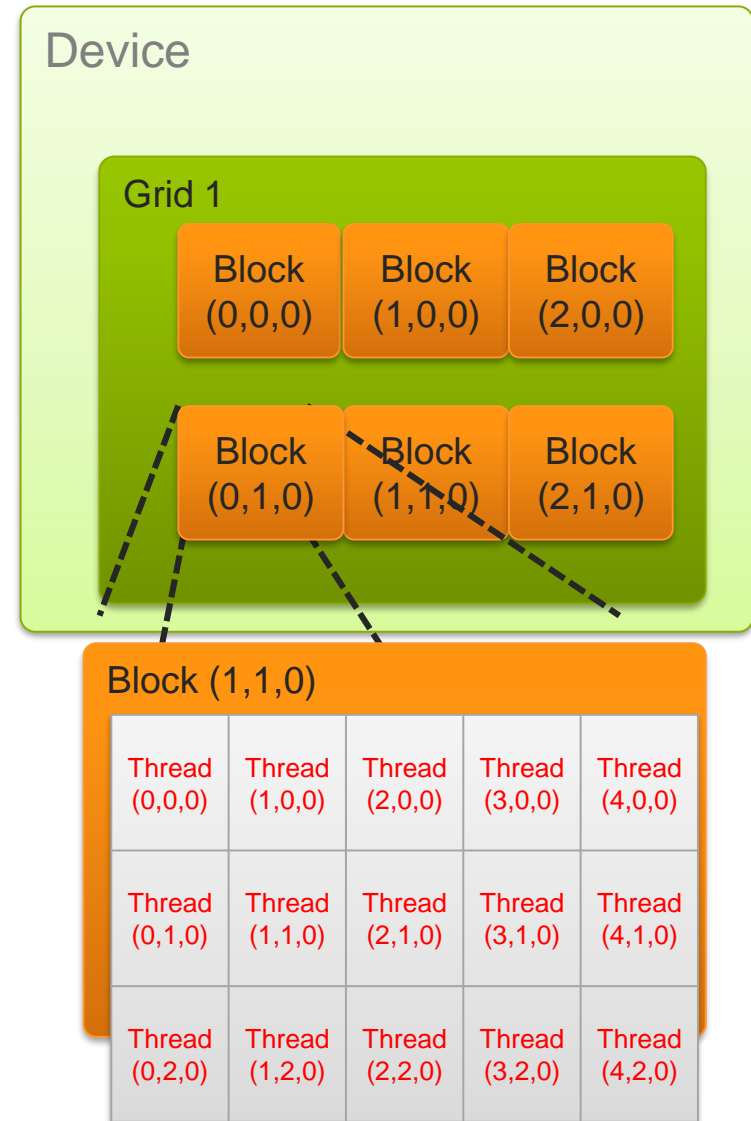 Device
Grid 1
Block Block Block
(0,0,0) (1,0,0) (2,0,0)
Block Block Block
(0,1,0) (1,1,0) (2,1,0)
Block (1,1,0)
Thread Thread Thread Thread Thread
(0,0,0) (1,0,0) (2,0,0) (3,0,0) (4,0,0)
Thread Thread Thread Thread Thread
(0,1,0) (1,1,0) (2,1,0) (3,1,0) (4,1,0)
Thread Thread Thread Thread Thread
(0,2,0) (1,2,0) (2,2,0) (3,2,0) (4,2,0)